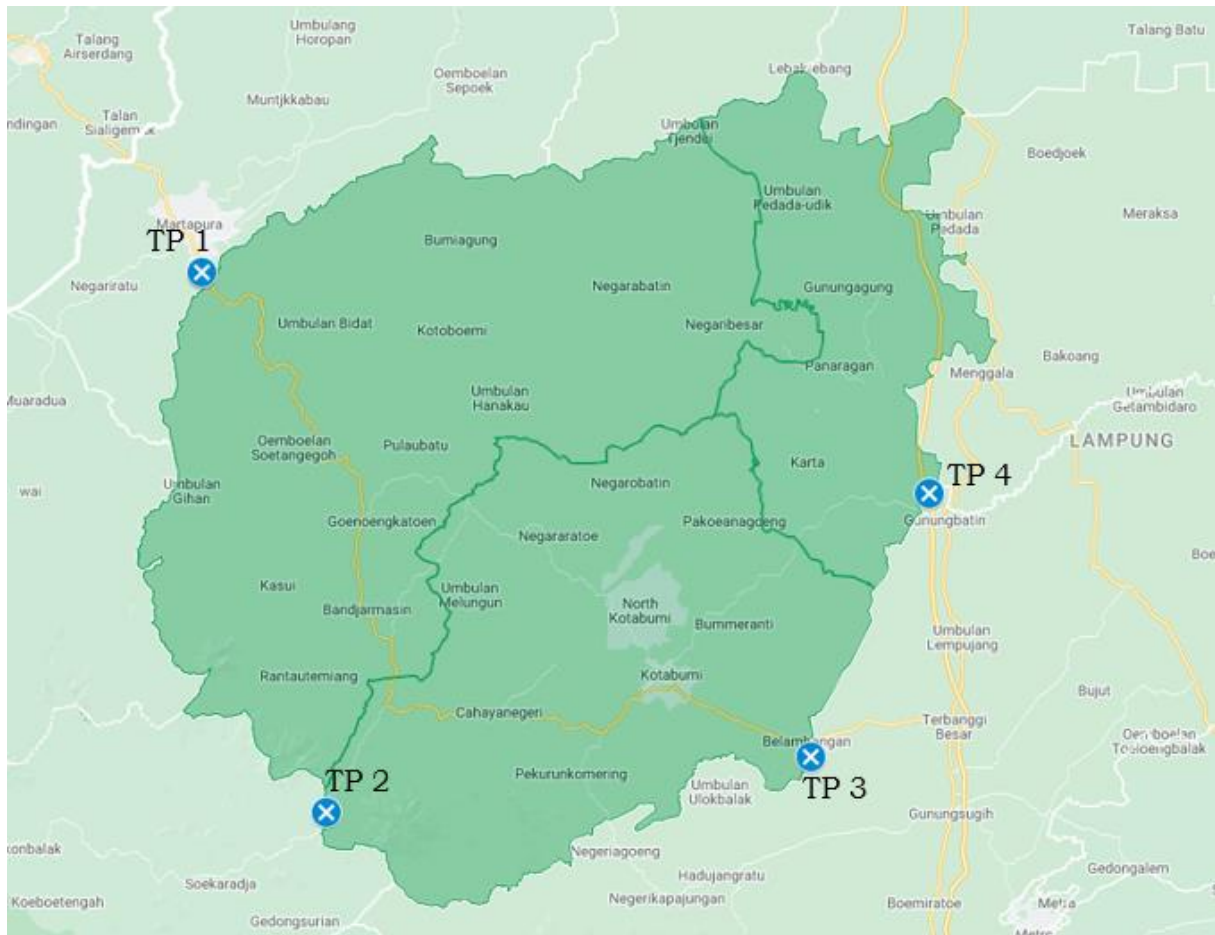 Umbulang
Horopan
Talang Batu
Talang
Airserdang
Lebak
ebang
Oemboelan
Sepoek
Muntjkkabau
Talan
ndingan
Umbulan
Tjendui
Boedjoek
Umbulan
Pedada-udik
Meraksa
Martapura
Umbulan
Pedada
TP 1
Bumiagung
Negariratu
Negarabatin
Gunungagung
Umbulan Bidat
Kotoboemi
Negaribesar
Bakoang
Panaragan
Menggala
Umbulan
Hanakau
Umbulan
Getambidaro
Muaradua
Oemboelan
Soetangegoh
Pulaubatu
LAMPUNG
Karta
TP 4
wai
Umbulan
Gihan
Negarobatin
Goenoengkatoen
Pakoeanagoeng
Gunungbatin
Negararatoe
Boe
Kasui
Umbulan
Melungun
Bandjarmasin
North
Kotabumi
Bummeranti
Umbulan
Lempujang
Rantautemiang
Kotabumi
Bujut
Cahayanegeri
Terbanggi
Besar
Belambangan
Pekurunkomering
TP 2
Umbulan
Ulokbalak
TP 3
Gunungsugih
konbalak
Negeriagoeng
Gedongalem
Soekaradja
Hadujangratu
Koeboetengah
Negerikapajungan
Boemiratoe
Metra
Gedongsurian
Metro